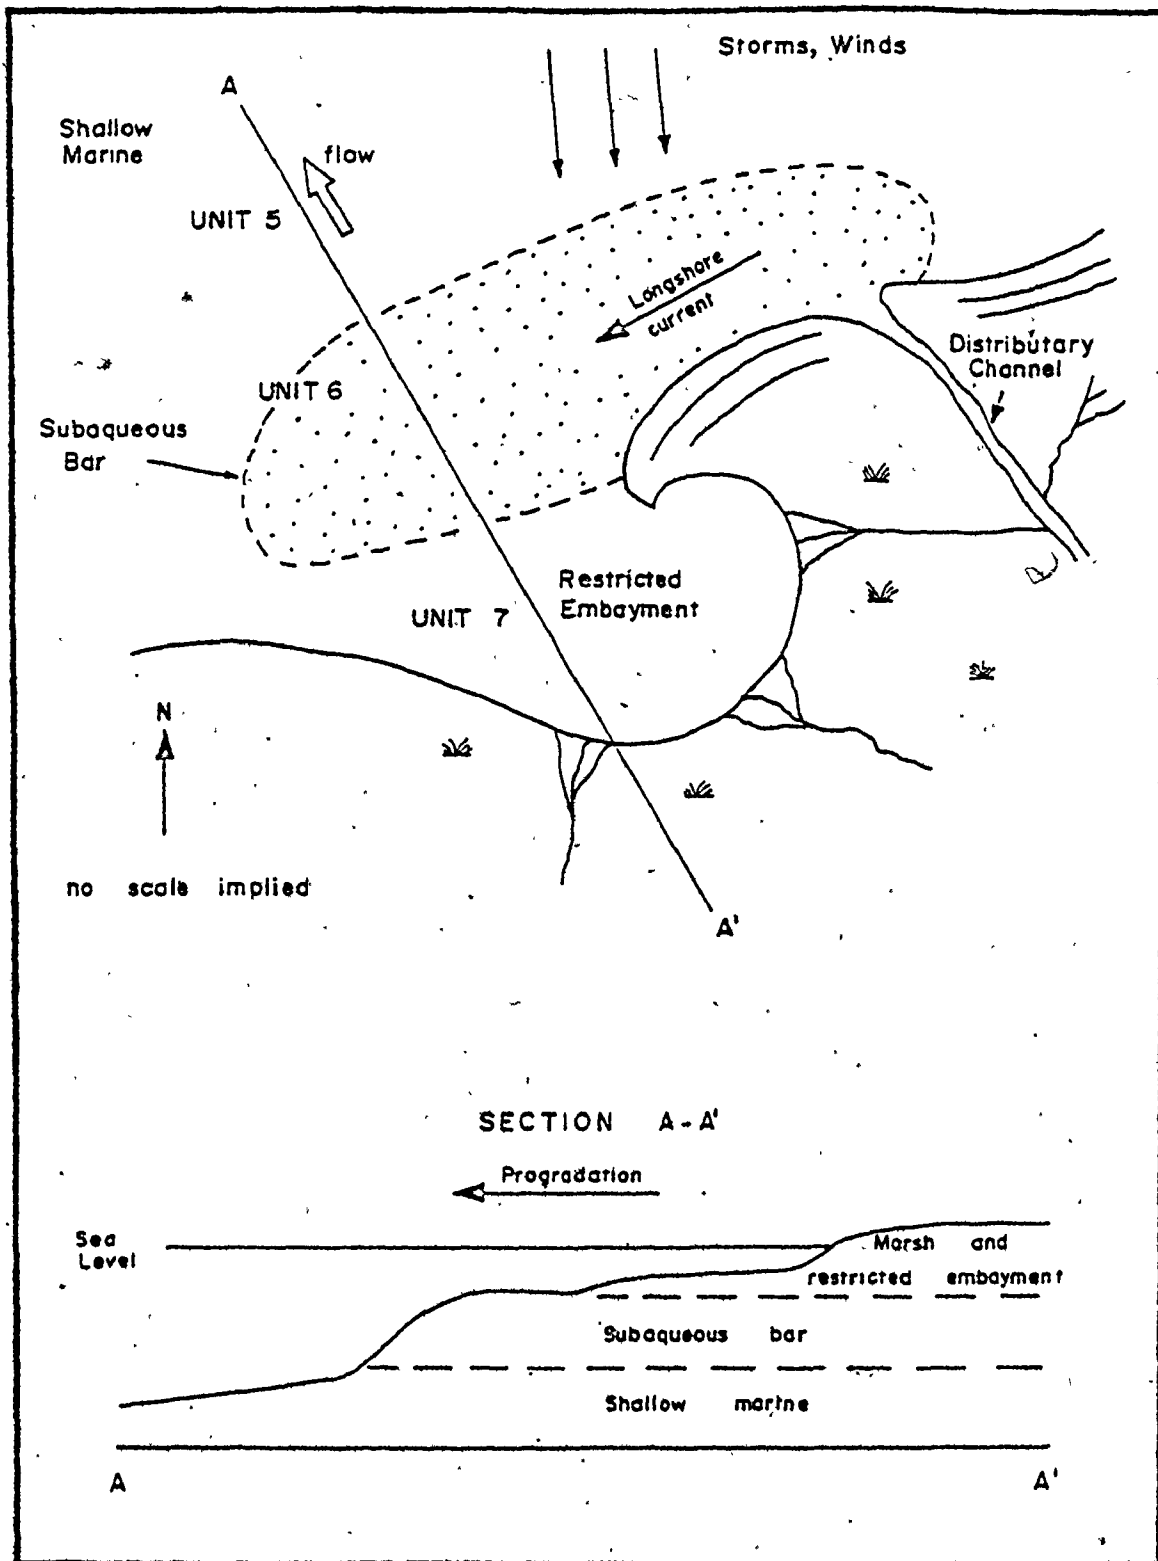 Storms, Winds
A
Shallow
Marine
flow
UNIT 5
Longshore
current
Distributary
Channel
UNIT 6
Subaqueous
Bar
Restricted
Embayment
UNIT 7
N
no scale implied
A'
SECTION A-A'
Progradation
Sea
Level
Marsh and
restricted embayment
Subaqueous bar
Shallow marine
A
A'